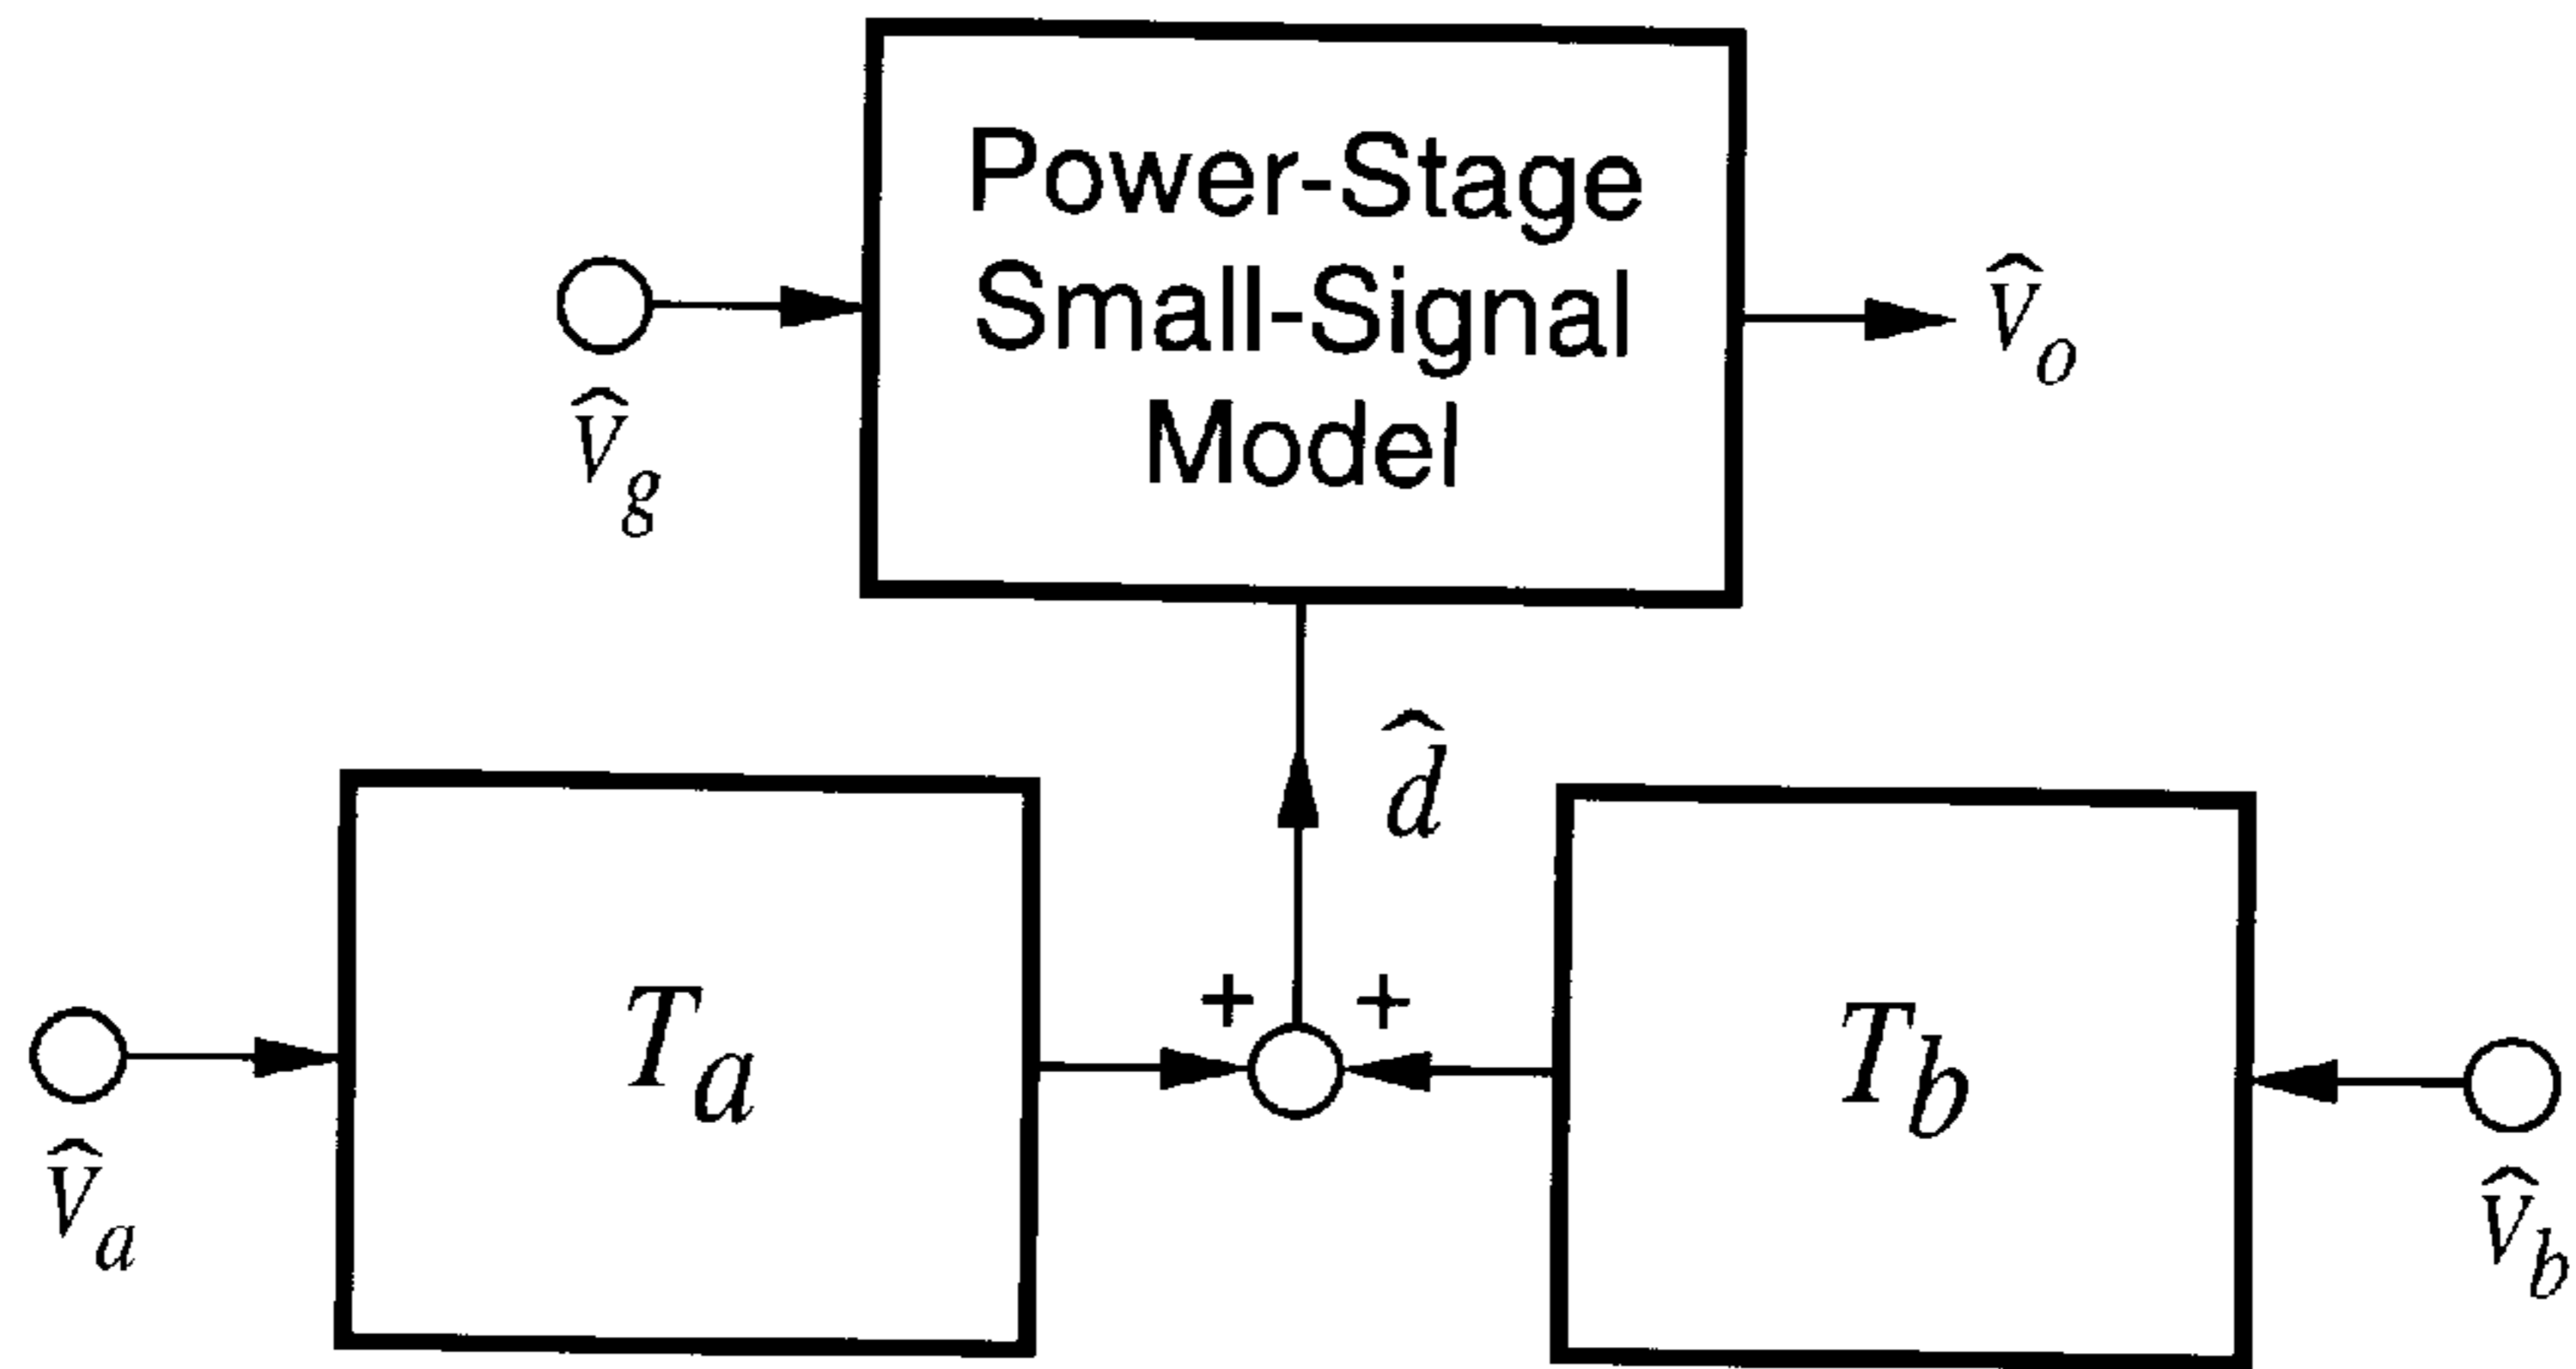 Power-Stage
Small-Signal
Model
v̂g
v̂o
d̂
+ +
Ta
Tb
v̂a
v̂b